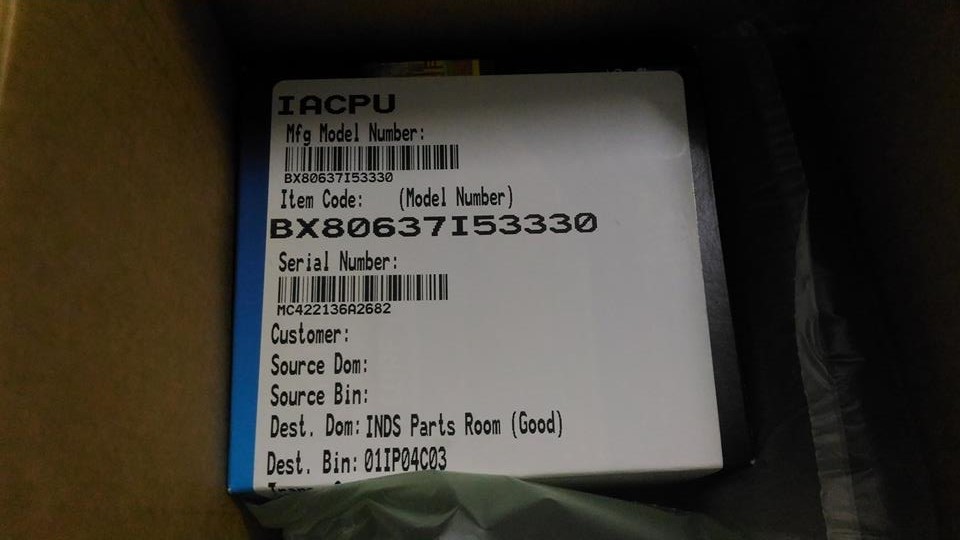 IACPU
Mfg Model Number:
BX80637I53330
Item Code: (Model Number)
BX80637I53330
Serial Number:
MC422136A2682
Customer:
Source Dom:
Source Bin:
Dest. Dom: INDS Parts Room (Good)
Dest. Bin: 01IP04C03